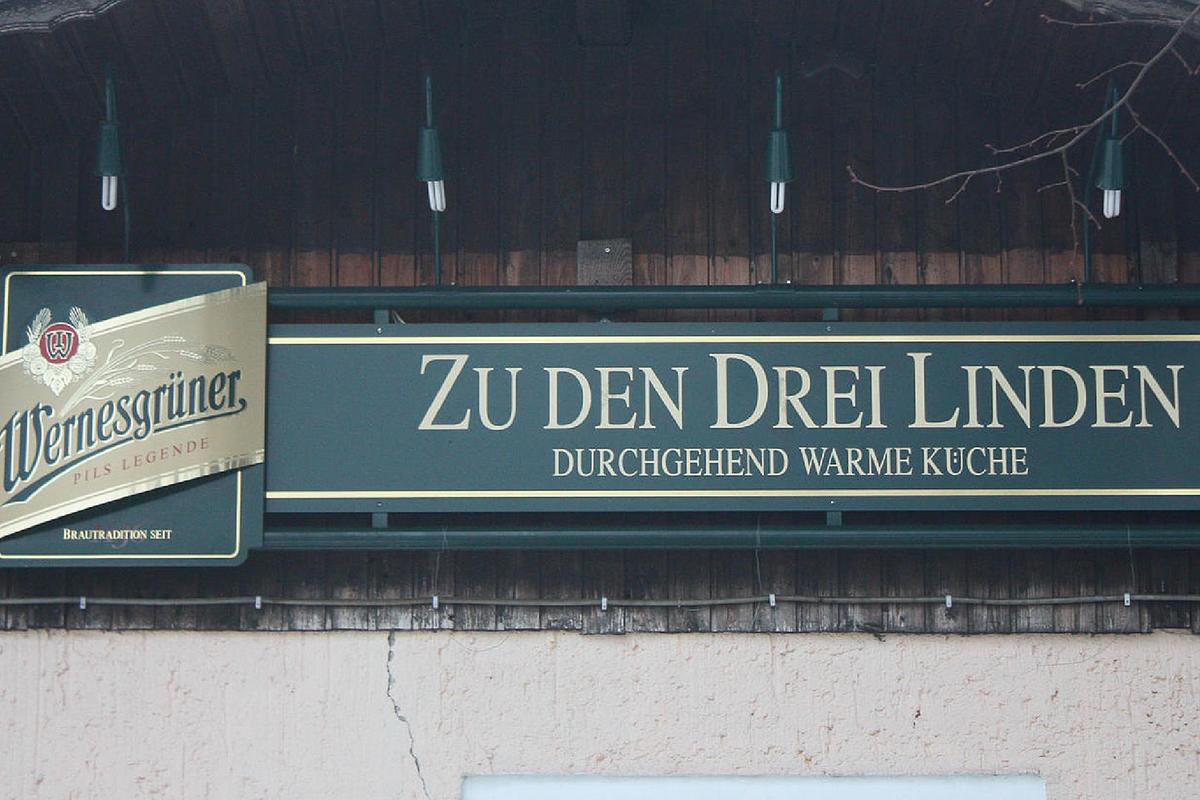 W
Wernesgrüner
PILS LEGENDE
BRAUTRADITION SEIT
ZU DEN DREI LINDEN
DURCHGEHEND WARME KÜCHE